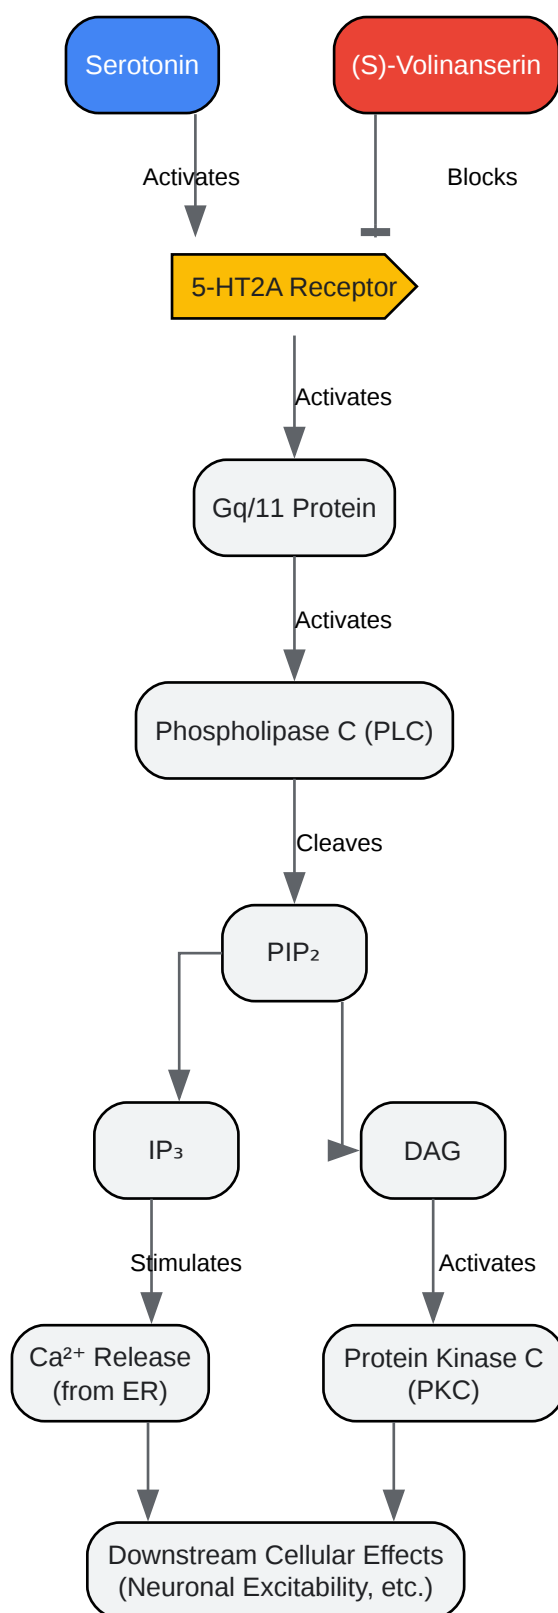 Serotonin
(S)-Volinanserin
Activates
Blocks
5-HT2A Receptor
Activates
Gq/11 Protein
Activates
Phospholipase C (PLC)
Cleaves
PIP₂
IP₃
DAG
Stimulates
Activates
Ca²⁺ Release
(from ER)
Protein Kinase C
(PKC)
Downstream Cellular Effects
(Neuronal Excitability, etc.)